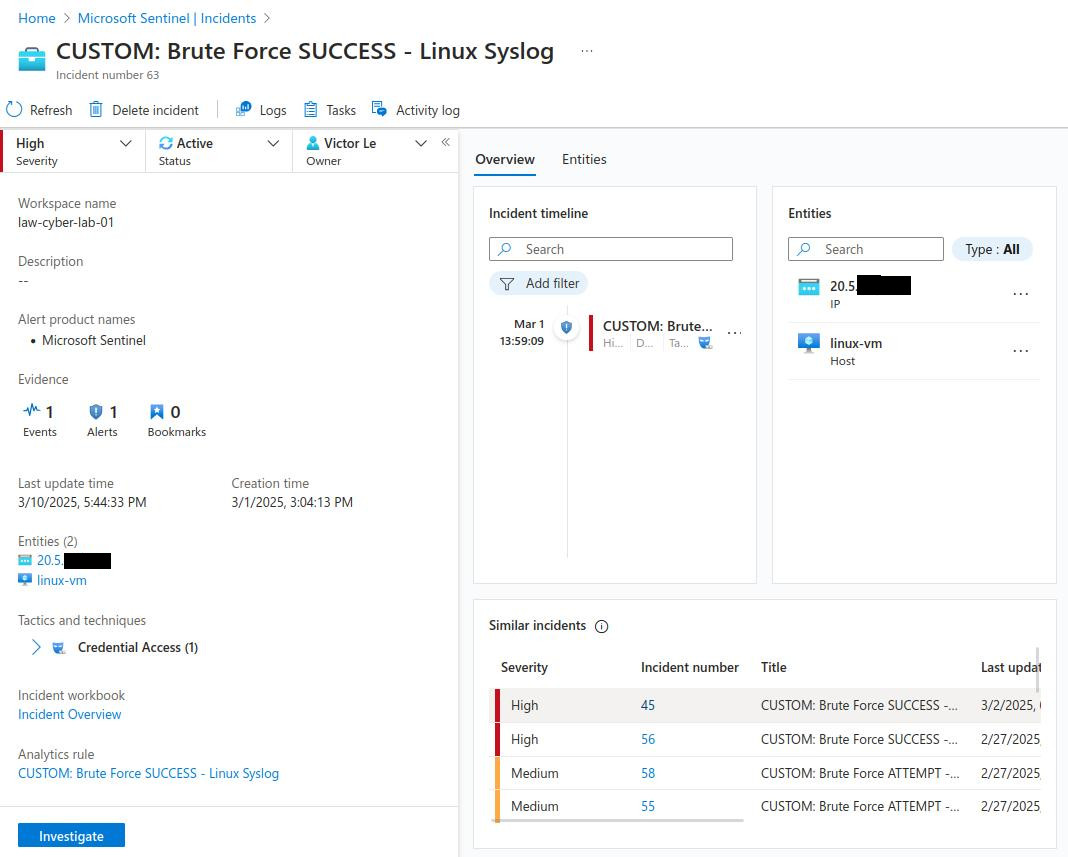 Home > Microsoft Sentinel | Incidents >
CUSTOM: Brute Force SUCCESS - Linux Syslog ...
Incident number 63
Refresh Delete incident Logs Tasks Activity log
High
Severity
Active
Status
Victor Le
Owner
«
Workspace name
law-cyber-lab-01
Description
--
Alert product names
• Microsoft Sentinel
Evidence
1 1 0
Events Alerts Bookmarks
Last update time Creation time
3/10/2025, 5:44:33 PM 3/1/2025, 3:04:13 PM
Entities (2)
20.5.
linux-vm
Tactics and techniques
Credential Access (1)
Incident workbook
Incident Overview
Analytics rule
CUSTOM: Brute Force SUCCESS - Linux Syslog
Investigate
Overview Entities
Incident timeline
Search
Add filter
Mar 1
13:59:09
CUSTOM: Brute... ...
Hi... D... Ta...
Entities
Search Type : All
20.5. ...
IP
linux-vm ...
Host
Similar incidents
Severity Incident number Title Last updat
High 45 CUSTOM: Brute Force SUCCESS -... 3/2/2025,
High 56 CUSTOM: Brute Force SUCCESS -... 2/27/2025,
Medium 58 CUSTOM: Brute Force ATTEMPT -... 2/27/2025,
Medium 55 CUSTOM: Brute Force ATTEMPT -... 2/27/2025,